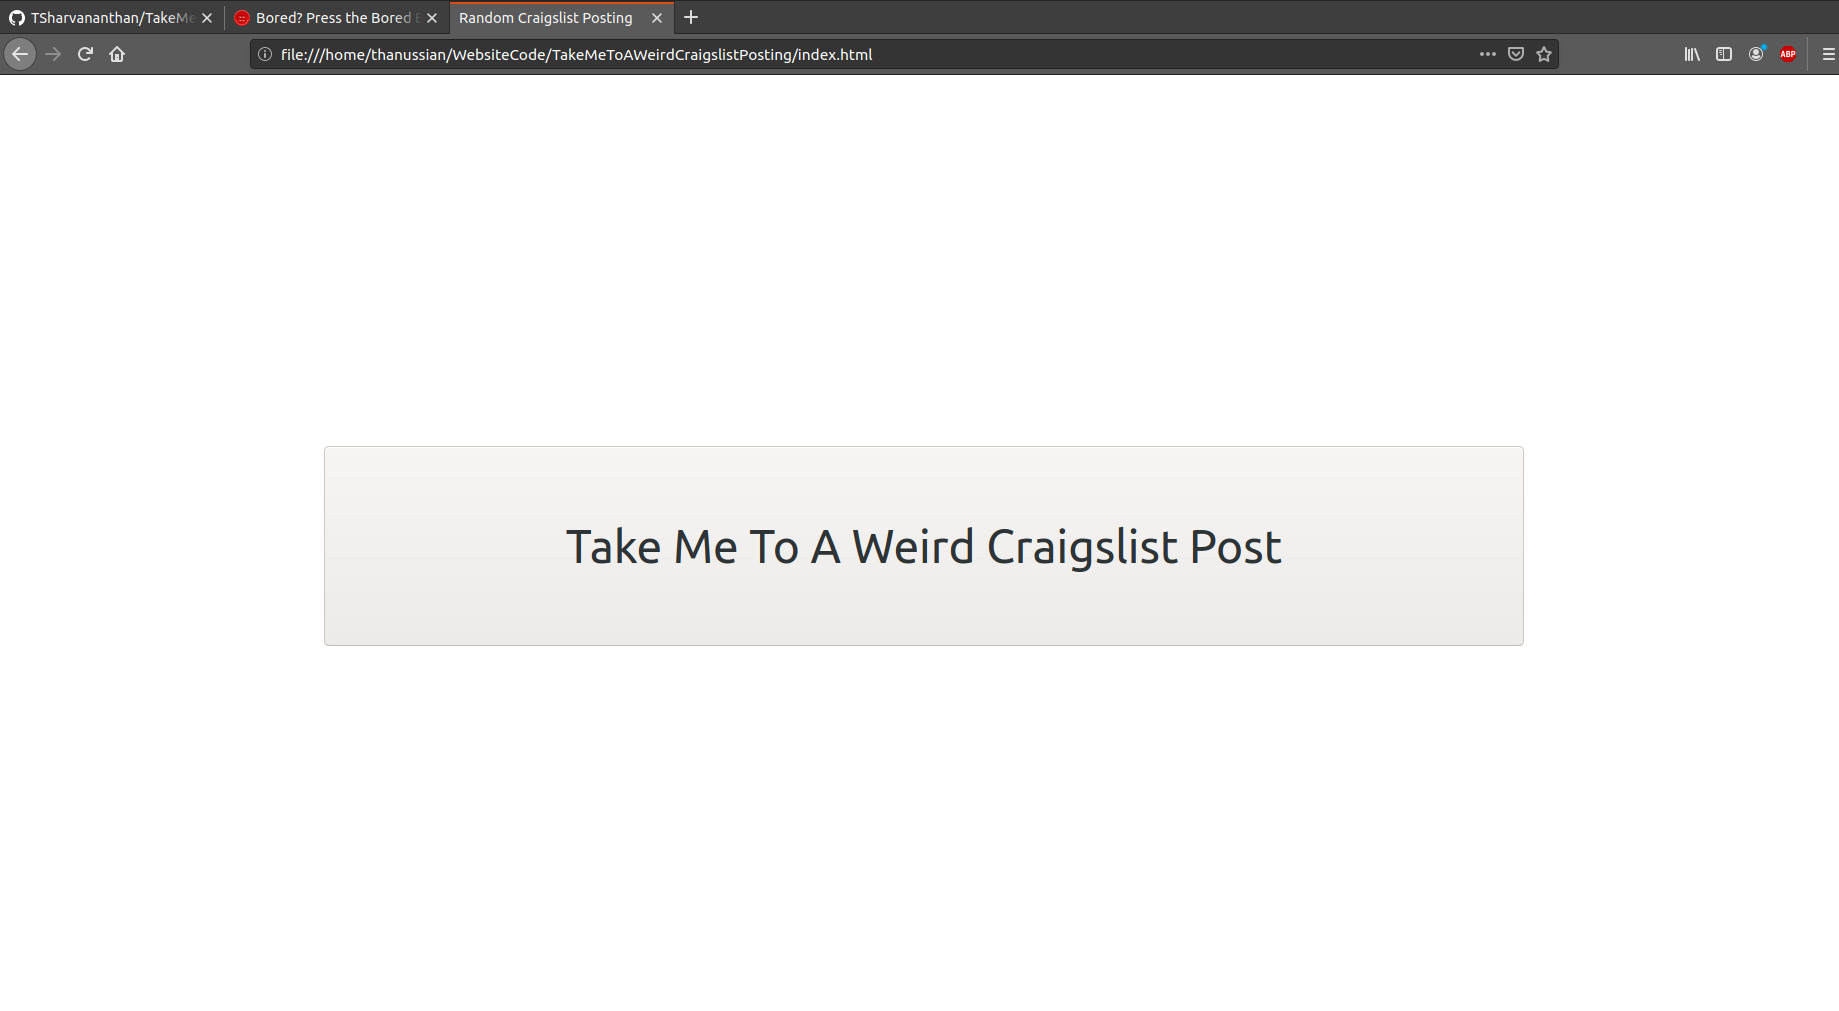 TSharvananthan/TakeMe
Bored? Press the Bored
Random Craigslist Posting
file:///home/thanussian/WebsiteCode/TakeMeToAWeirdCraigslistPosting/index.html
ABP
Take Me To A Weird Craigslist Post